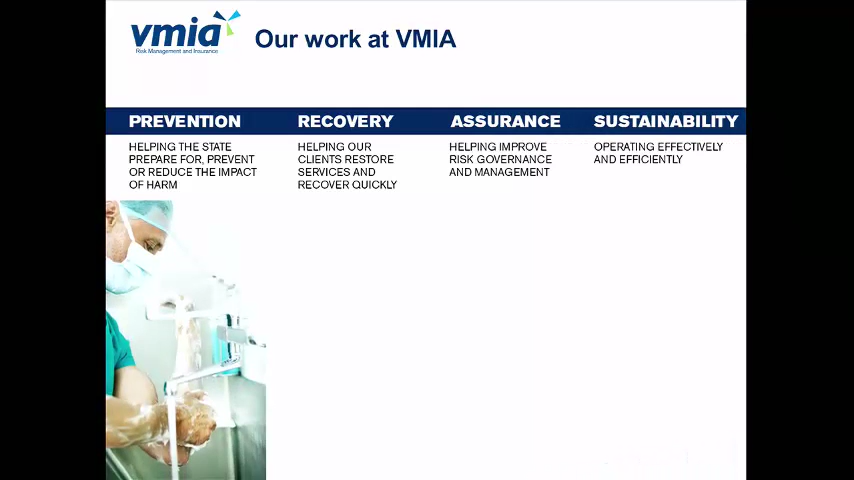 vmia
Risk Management and Insurance
Our work at VMIA
PREVENTION
HELPING THE STATE
PREPARE FOR, PREVENT
OR REDUCE THE IMPACT
OF HARM
RECOVERY
HELPING OUR
CLIENTS RESTORE
SERVICES AND
RECOVER QUICKLY
ASSURANCE
HELPING IMPROVE
RISK GOVERNANCE
AND MANAGEMENT
SUSTAINABILITY
OPERATING EFFECTIVELY
AND EFFICIENTLY